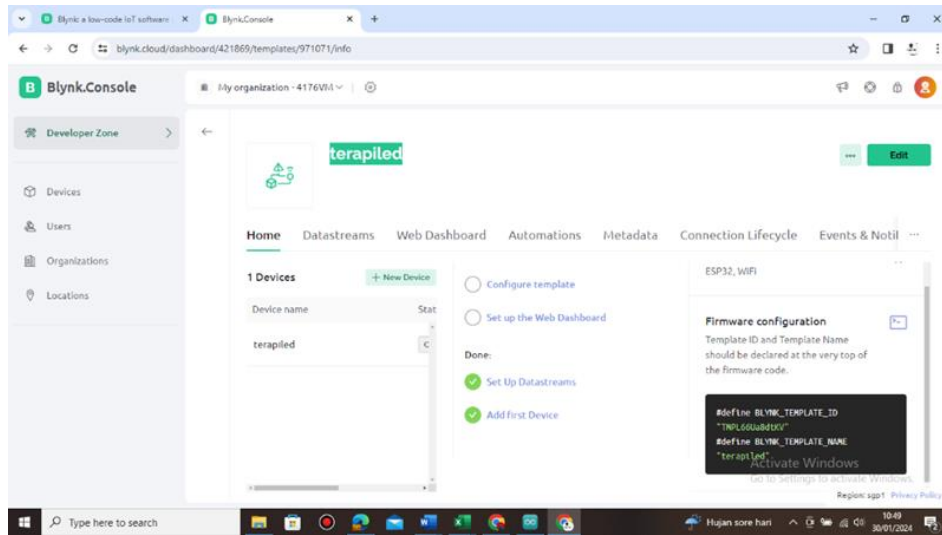 Blynk: a low-code IoT software
Blynk.Console
blynk.cloud/dashboard/421869/templates/971071/info
B Blynk.Console
My organization - 4176VM
Developer Zone
Devices
Users
Organizations
Locations
terapiled
Edit
Home Datastreams Web Dashboard Automations Metadata Connection Lifecycle Events & Notif
1 Devices
+ New Device
Device name Stat
terapiled
Configure template
Set up the Web Dashboard
Done:
Set Up Datastreams
Add first Device
ESP32, WiFi
Firmware configuration
Template ID and Template Name
should be declared at the very top of
the firmware code.
#define BLYNK_TEMPLATE_ID
"TMPL66UaBdtKV"
#define BLYNK_TEMPLATE_NAME
"terapiled"
Activate Windows
Go to Settings to activate Windows.
Region: sgp1 Privacy Policy
Type here to search
Hujan sore hari
10:49
30/01/2024